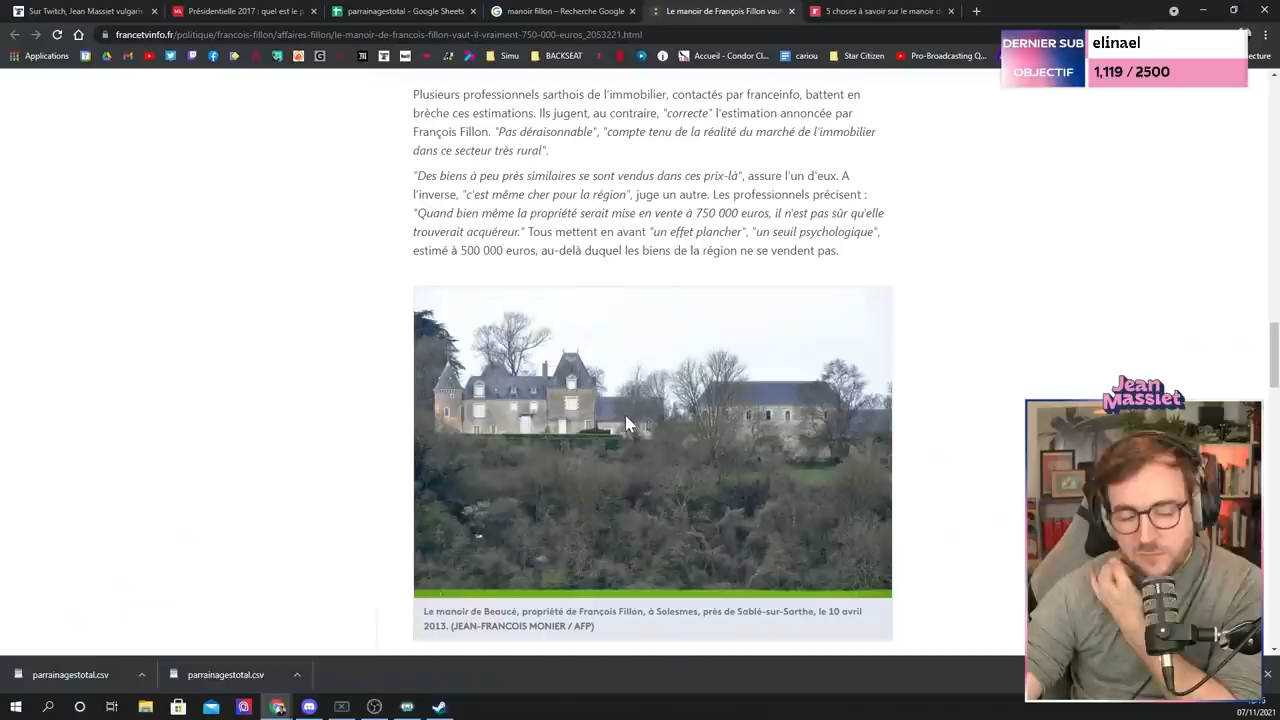 Sur Twitch, Jean Massiet vulgaris
Présidentielle 2017 : quel est le p
parrainagestotal - Google Sheets
manoir fillon – Recherche Google
Le manoir de François Fillon vaut
5 choses à savoir sur le manoir d
francetvinfo.fr/politique/francois-fillon/affaires-fillon/le-manoir-de-francois-fillon-vaut-il-vraiment-750-000-euros_2053221.html
Applications
Simu
BACKSEAT
Accueil - Condor Cl...
cariou
Star Citizen
Pro-Broadcasting Q...
DERNIER SUB
elinael
OBJECTIF
1,119 / 2500
Plusieurs professionnels sarthois de l'immobilier, contactés par franceinfo, battent en
brèche ces estimations. Ils jugent, au contraire, "correcte" l'estimation annoncée par
François Fillon. "Pas déraisonnable", "compte tenu de la réalité du marché de l'immobilier
dans ce secteur très rural".
"Des biens à peu près similaires se sont vendus dans ces prix-là", assure l'un d'eux. A
l'inverse, "c'est même cher pour la région", juge un autre. Les professionnels précisent :
"Quand bien même la propriété serait mise en vente à 750 000 euros, il n'est pas sûr qu'elle
trouverait acquéreur." Tous mettent en avant "un effet plancher", "un seuil psychologique",
estimé à 500 000 euros, au-delà duquel les biens de la région ne se vendent pas.
Le manoir de Beaucé, propriété de François Fillon, à Solesmes, près de Sablé-sur-Sarthe, le 10 avril
2013. (JEAN-FRANCOIS MONIER / AFP)
Jean
Massiet
parrainagestotal.csv
parrainagestotal.csv
07/11/2021